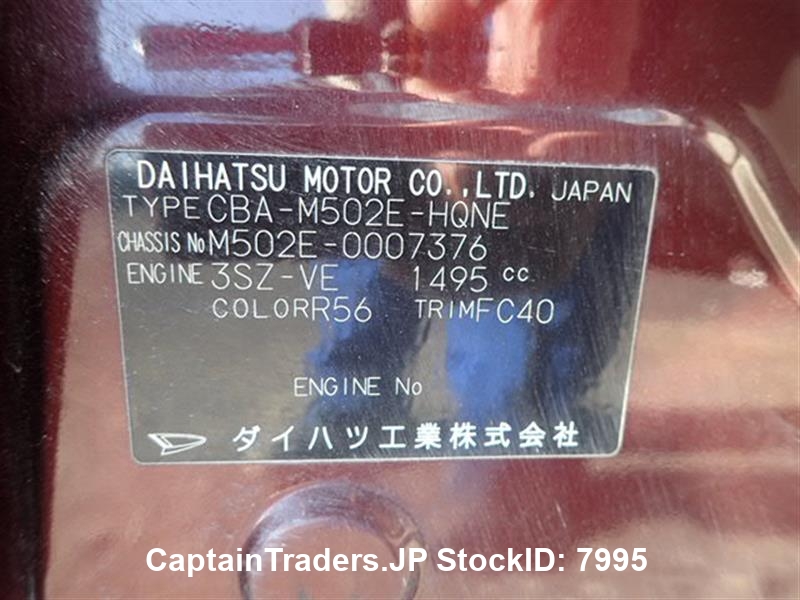 DAIHATSU MOTOR CO.,LTD. JAPAN
TYPE CBA-M502E-HQNE
CHASSIS No M502E-0007376
ENGINE 3SZ-VE 1495 cc
COLOR R56 TRIM FC40
ENGINE No
ダイハツ工業株式会社
CaptainTraders.JP StockID: 7995